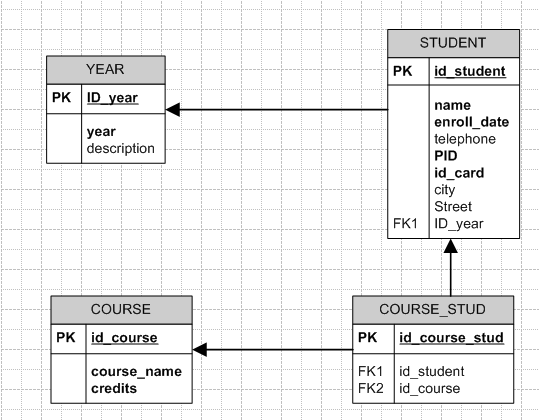 YEAR
PK ID_year
year
description
STUDENT
PK id_student
name
enroll_date
telephone
PID
id_card
city
Street
FK1 ID_year
COURSE
PK id_course
course_name
credits
COURSE_STUD
PK id_course_stud
FK1 id_student
FK2 id_course